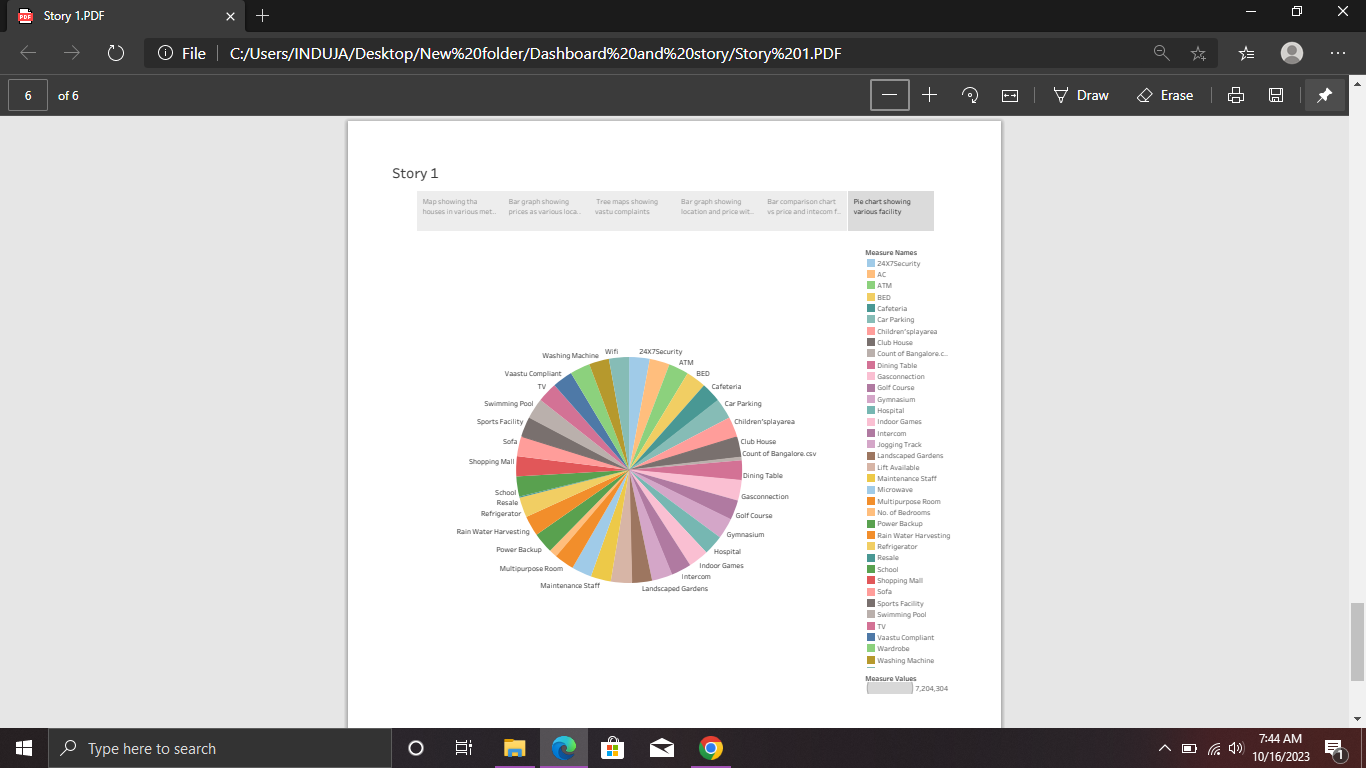 Story 1.PDF
File
C:/Users/INDUJA/Desktop/New%20folder/Dashboard%20and%20story/Story%201.PDF
6 of 6
Draw
Erase
Story 1
Map showing tha
houses in various met..
Bar graph showing
prices as various loca..
Tree maps showing
vastu complaints
Bar graph showing
location and price wit..
Bar comparison chart
vs price and intecom f..
Pie chart showing
various facility
Wifi
24X7Security
Washing Machine
ATM
Vaastu Compliant
BED
TV
Cafeteria
Swimming Pool
Car Parking
Sports Facility
Children'splayarea
Sofa
Club House
Count of Bangalore.csv
Shopping Mall
Dining Table
School
Gasconnection
Resale
Refrigerator
Golf Course
Rain Water Harvesting
Gymnasium
Power Backup
Hospital
Multipurpose Room
Indoor Games
Intercom
Maintenance Staff
Landscaped Gardens
Measure Names
24X7Security
AC
ATM
BED
Cafeteria
Car Parking
Children'splayarea
Club House
Count of Bangalore.c..
Dining Table
Gasconnection
Golf Course
Gymnasium
Hospital
Indoor Games
Intercom
Jogging Track
Landscaped Gardens
Lift Available
Maintenance Staff
Microwave
Multipurpose Room
No. of Bedrooms
Power Backup
Rain Water Harvesting
Refrigerator
Resale
School
Shopping Mall
Sofa
Sports Facility
Swimming Pool
TV
Vaastu Compliant
Wardrobe
Washing Machine
Measure Values
7,204,304
Type here to search
7:44 AM
10/16/2023
1